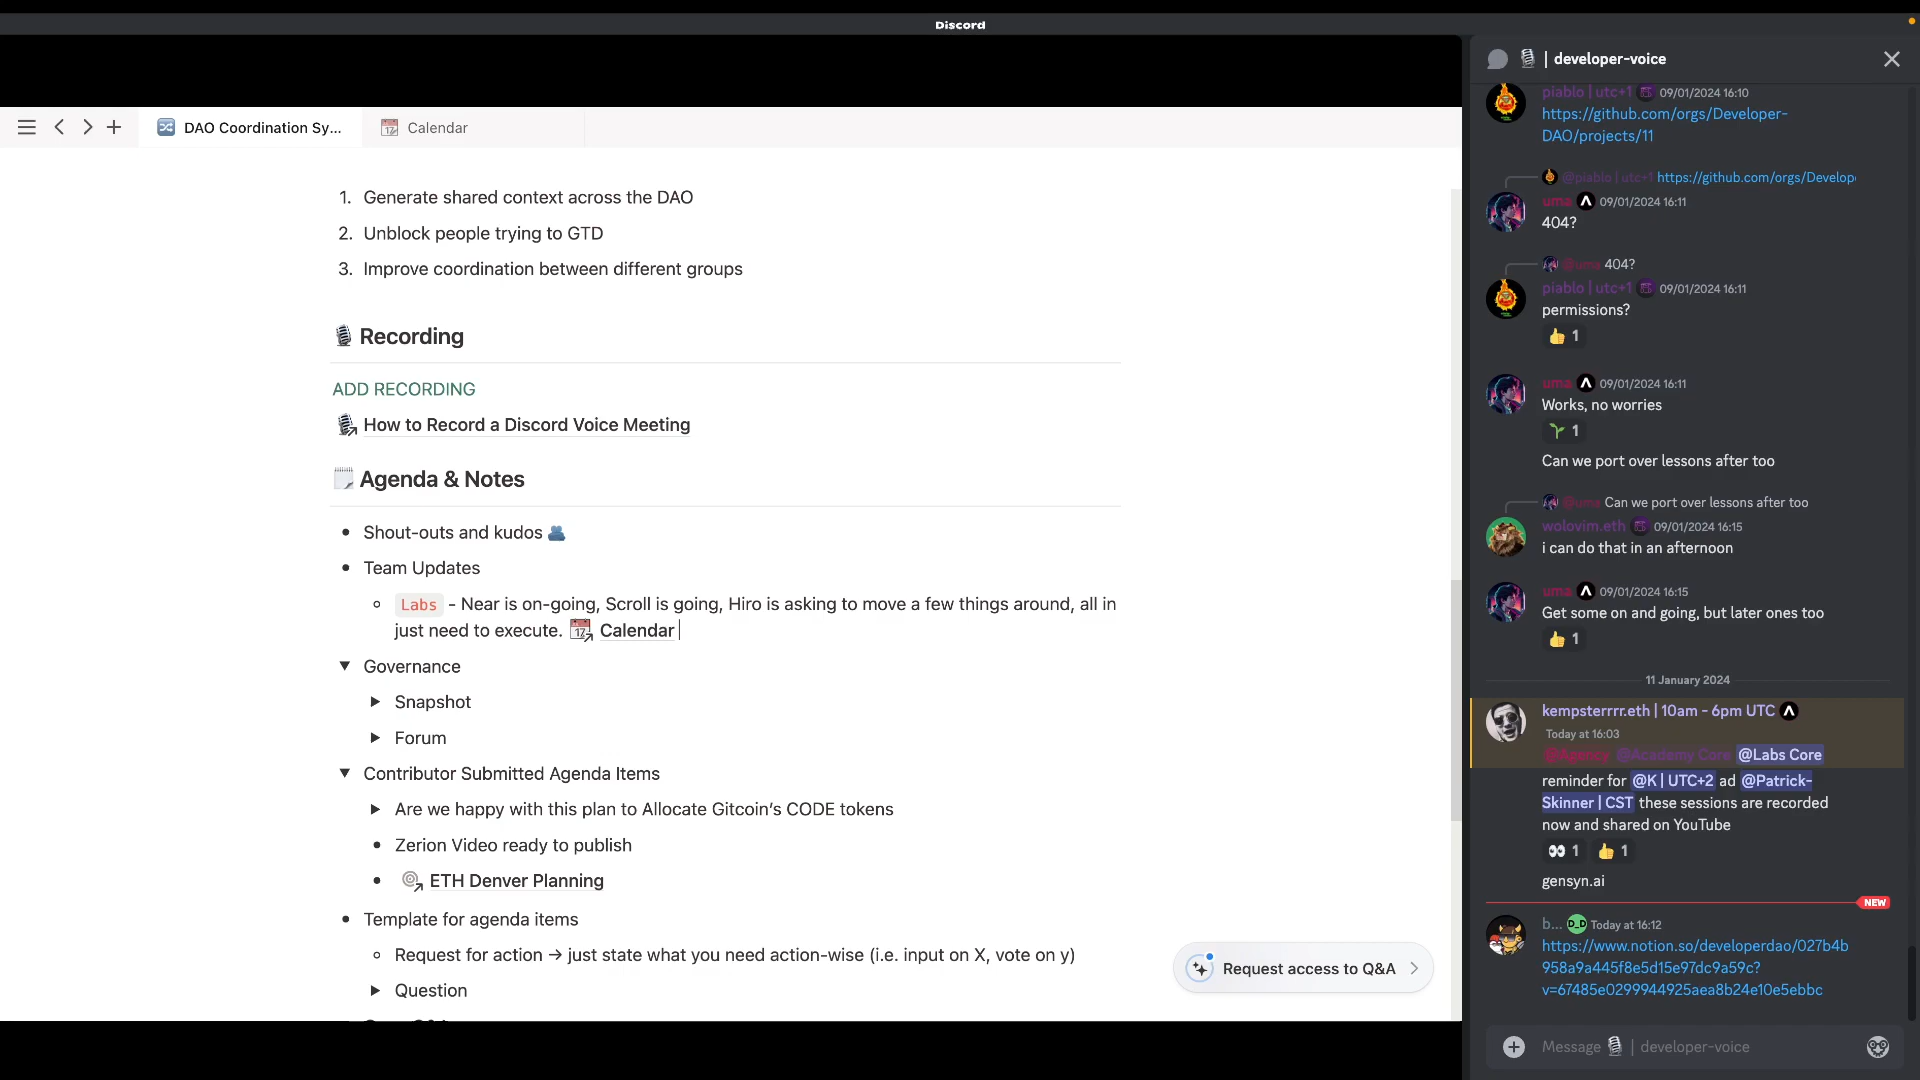 Discord
DAO Coordination Sy...
Calendar
1. Generate shared context across the DAO
2. Unblock people trying to GTD
3. Improve coordination between different groups
Recording
ADD RECORDING
How to Record a Discord Voice Meeting
Agenda & Notes
Shout-outs and kudos
Team Updates
Labs - Near is on-going, Scroll is going, Hiro is asking to move a few things around, all in
just need to execute. Calendar
Governance
Snapshot
Forum
Contributor Submitted Agenda Items
Are we happy with this plan to Allocate Gitcoin's CODE tokens
Zerion Video ready to publish
ETH Denver Planning
Template for agenda items
Request for action → just state what you need action-wise (i.e. input on X, vote on y)
Question
Request access to Q&A
| developer-voice
piablo | utc+1 09/01/2024 16:10
https://github.com/orgs/Developer-
DAO/projects/11
@piablo | utc+1 https://github.com/orgs/Develop
uma 09/01/2024 16:11
404?
@uma 404?
piablo | utc+1 09/01/2024 16:11
permissions?
1
uma 09/01/2024 16:11
Works, no worries
1
Can we port over lessons after too
@uma Can we port over lessons after too
wolovim.eth 09/01/2024 16:15
i can do that in an afternoon
uma 09/01/2024 16:15
Get some on and going, but later ones too
1
11 January 2024
kempsterrrr.eth | 10am - 6pm UTC
Today at 16:03
@Agency @Academy Core @Labs Core
reminder for @K | UTC+2 ad @Patrick-
Skinner | CST these sessions are recorded
now and shared on YouTube
1 1
gensyn.ai
NEW
b... D_D Today at 16:12
https://www.notion.so/developerdao/027b4b
958a9a445f8e5d15e97dc9a59c?
v=67485e0299944925aea8b24e10e5ebbc
Message | developer-voice